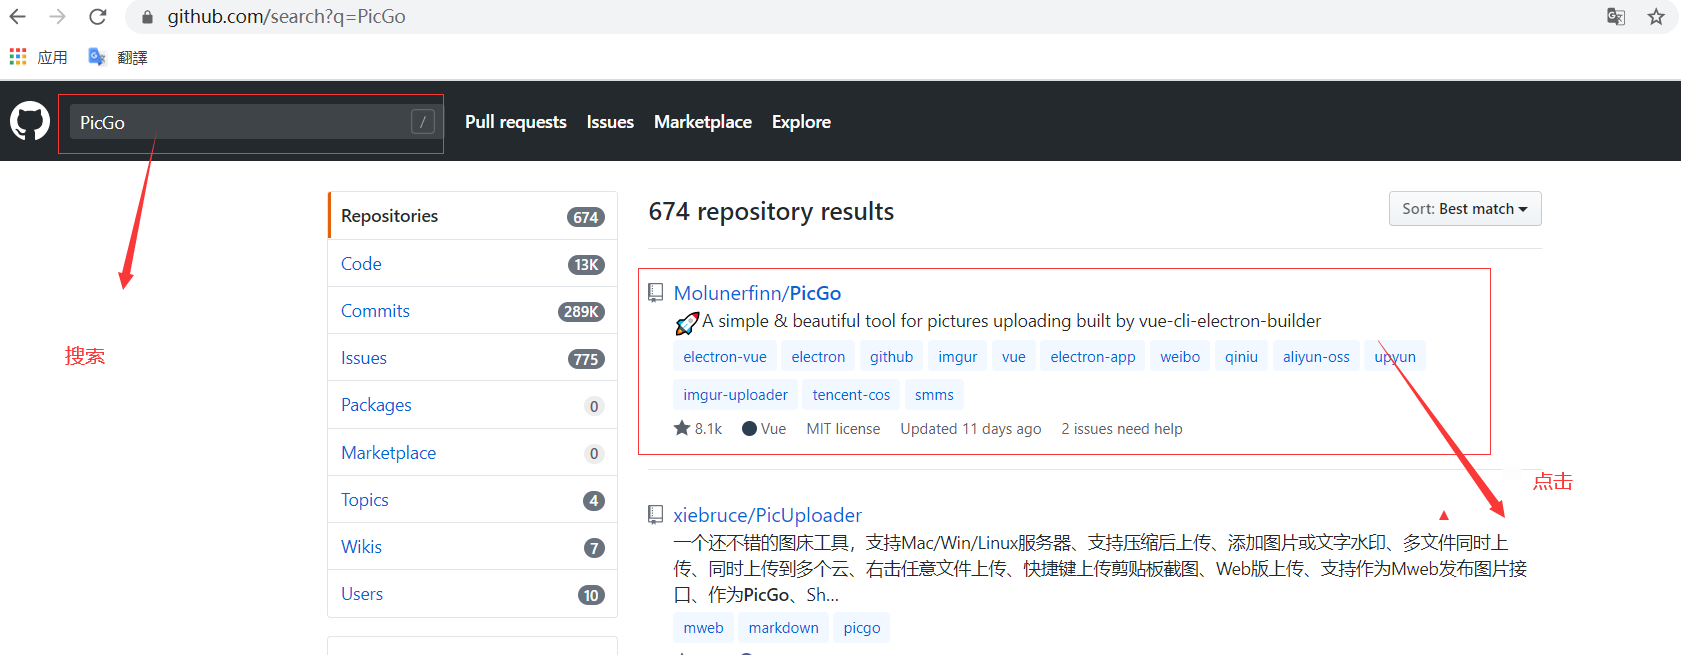 github.com/search?q=PicGo
应用 翻譯
PicGo /
Pull requests Issues Marketplace Explore
搜索
Repositories 674
Code 13K
Commits 289K
Issues 775
Packages 0
Marketplace 0
Topics 4
Wikis 7
Users 10
674 repository results
Sort: Best match
Molunerfinn/PicGo
A simple & beautiful tool for pictures uploading built by vue-cli-electron-builder
electron-vue electron github imgur vue electron-app weibo qiniu aliyun-oss upyun
imgur-uploader tencent-cos smms
8.1k Vue MIT license Updated 11 days ago 2 issues need help
点击
xiebruce/PicUploader
一个还不错的图床工具，支持Mac/Win/Linux服务器、支持压缩后上传、添加图片或文字水印、多文件同时上
传、同时上传到多个云、右击任意文件上传、快捷键上传剪贴板截图、Web版上传、支持作为Mweb发布图片接
口、作为PicGo、Sh...
mweb markdown picgo